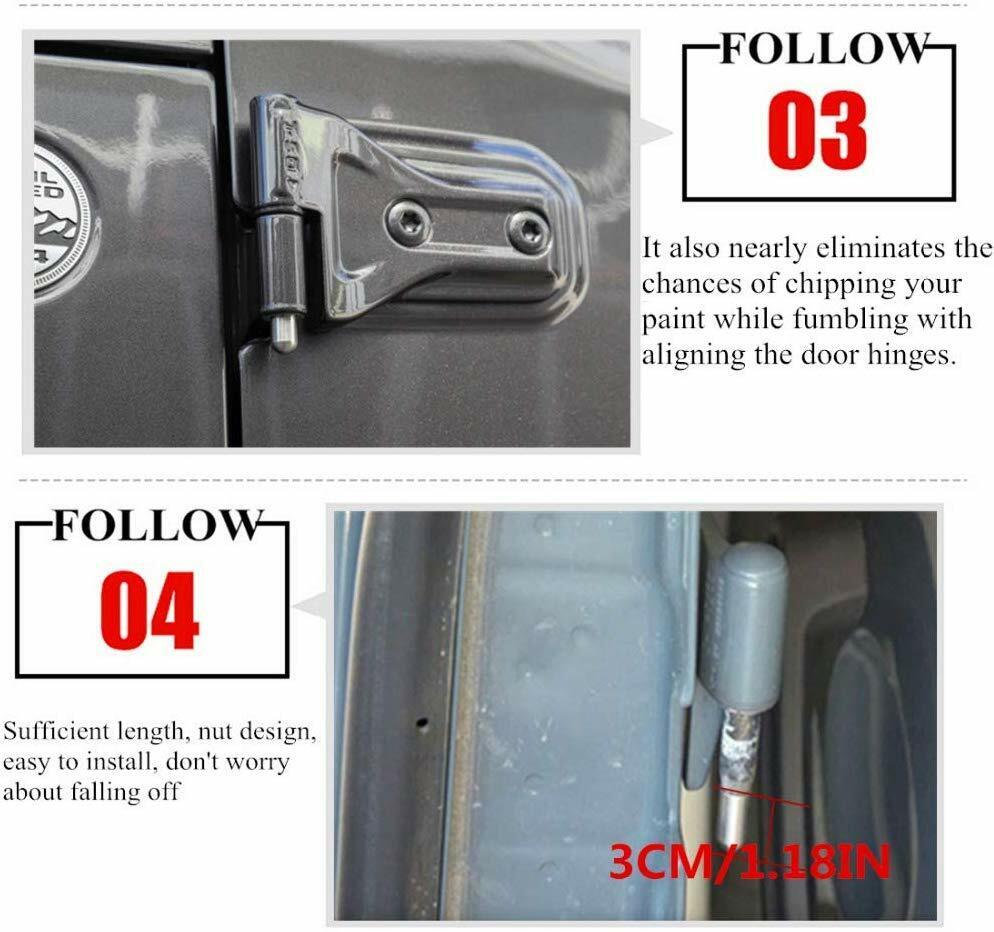 FOLLOW
03
It also nearly eliminates the
chances of chipping your
paint while fumbling with
aligning the door hinges.
FOLLOW
04
Sufficient length, nut design,
easy to install, don't worry
about falling off
3CM/1.18IN